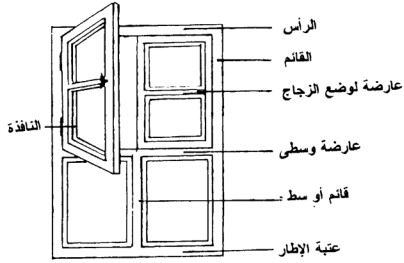 الرأس
القائم
عارضة لوضع الزجاج
النافذة
عارضة وسطى
قائم أو سط
عتبة الإطار